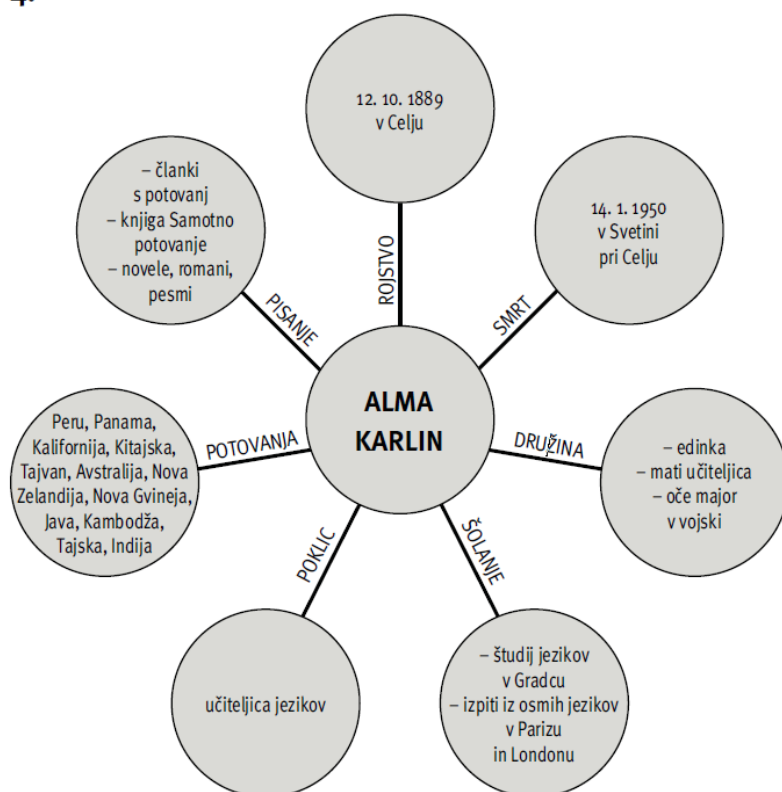 4.
12. 10. 1889
v Celju
ROJSTVO
14. 1. 1950
v Svetini
pri Celju
SMRT
– edinka
– mati učiteljica
– oče major
v vojski
DRUŽINA
– študij jezikov
v Gradcu
– izpiti iz osmih jezikov
v Parizu
in Londonu
ŠOLANJE
učiteljica jezikov
POKLIC
Peru, Panama,
Kalifornija, Kitajska,
Tajvan, Avstralija, Nova
Zelandija, Nova Gvineja,
Java, Kambodža,
Tajska, Indija
POTOVANJA
– članki
s potovanj
– knjiga Samotno
potovanje
– novele, romani,
pesmi
PISANJE
ALMA
KARLIN